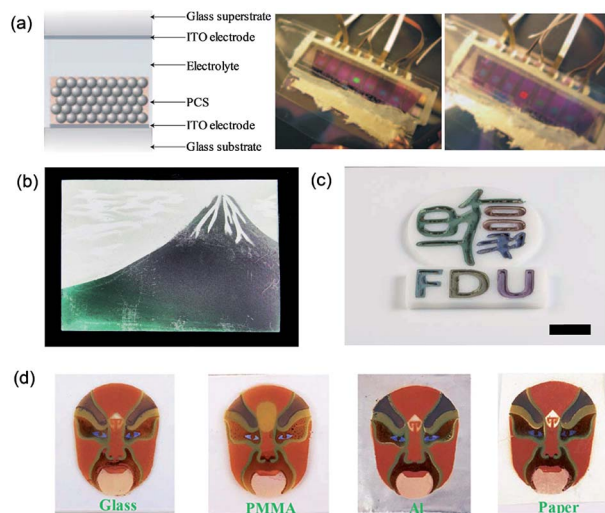 (a)
Glass superstrate
ITO electrode
Electrolyte
PCS
ITO electrode
Glass substrate
(b)
(c)
FDU
(d)
Glass
PMMA
Al
Paper